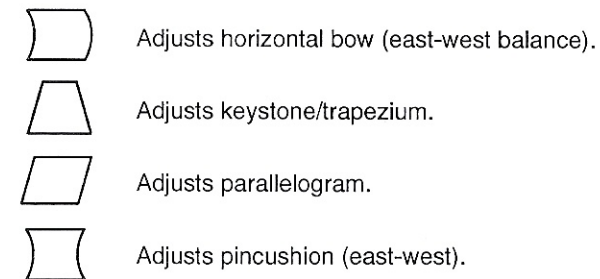 Adjusts horizontal bow (east-west balance).
Adjusts keystone/trapezium.
Adjusts parallelogram.
Adjusts pincushion (east-west).